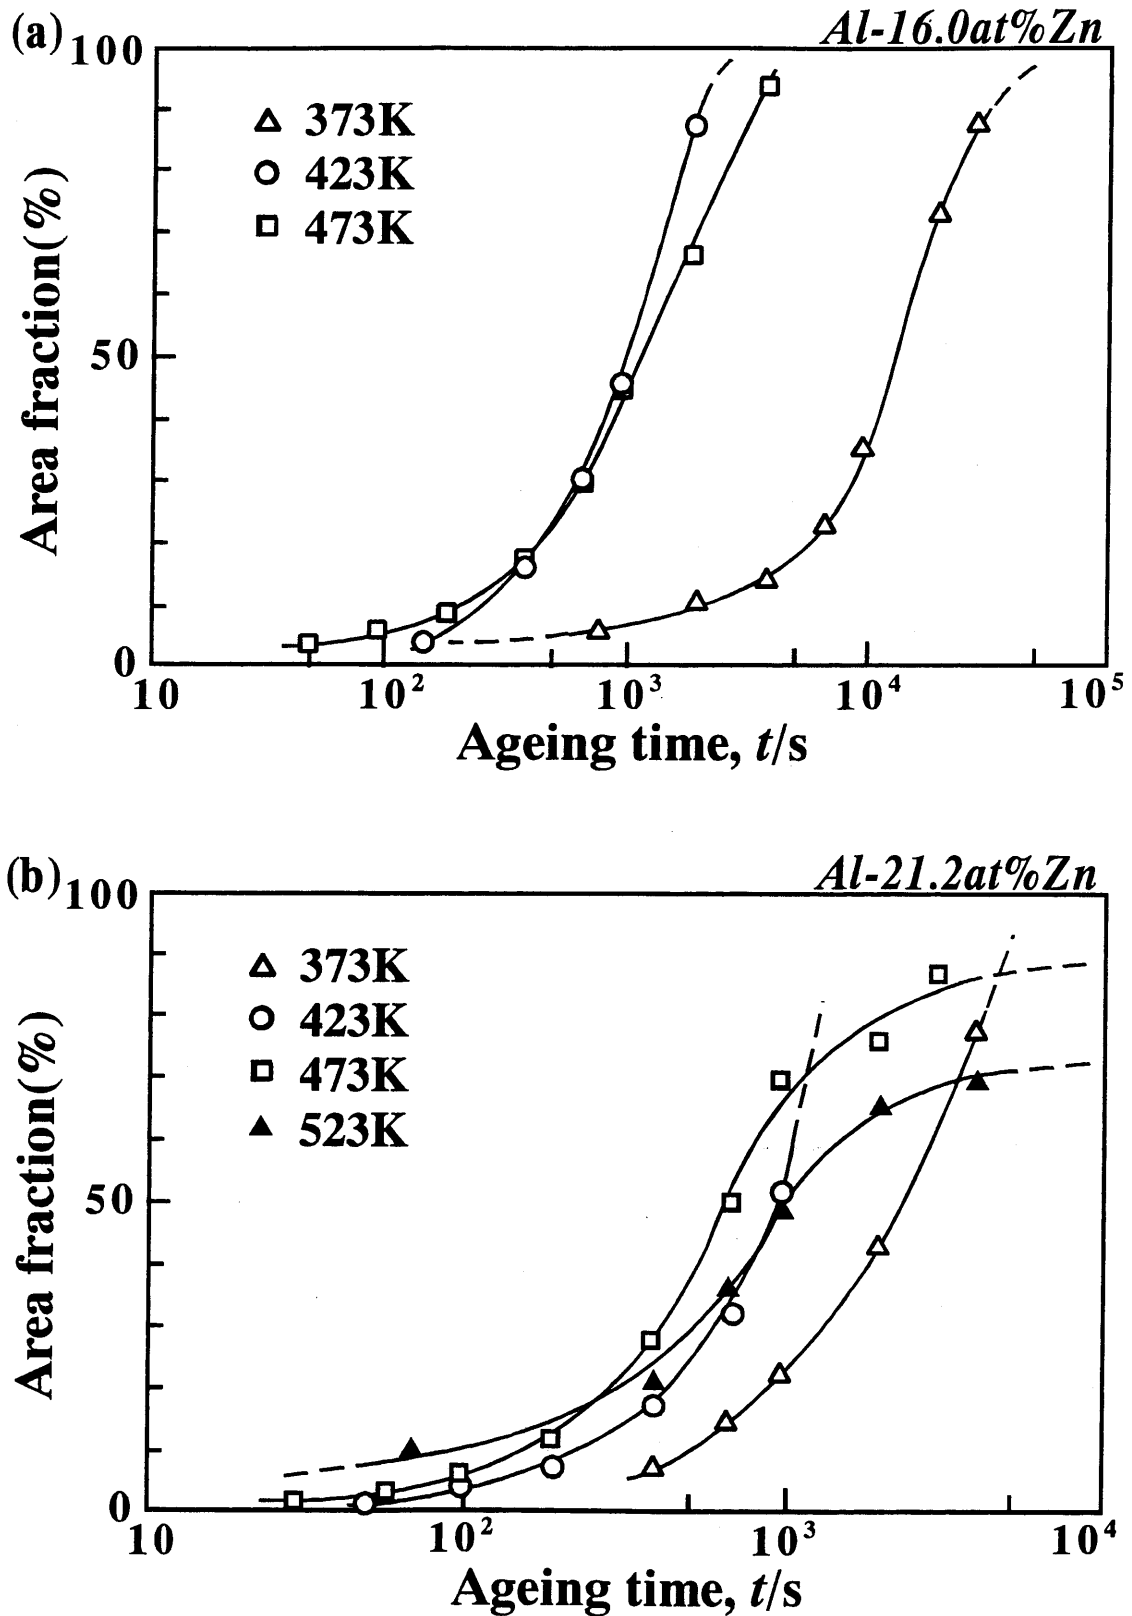 (a) 100 Al-16.0at%Zn
△ 373K
○ 423K
□ 473K
Area fraction(%)
50
0
10 10² 10³ 10⁴ 10⁵
Ageing time, t/s
(b) 100 Al-21.2at%Zn
△ 373K
○ 423K
□ 473K
▲ 523K
Area fraction(%)
50
0
10 10² 10³ 10⁴
Ageing time, t/s